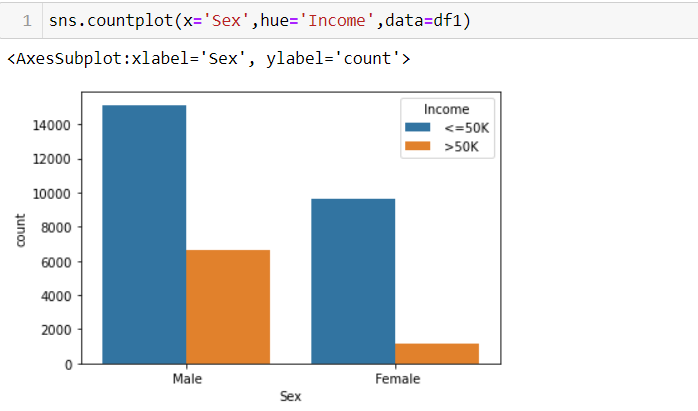 1 sns.countplot(x='Sex',hue='Income',data=df1)
<AxesSubplot:xlabel='Sex', ylabel='count'>
Income
<=50K
>50K
14000
12000
10000
8000
6000
4000
2000
0
count
Male Female
Sex